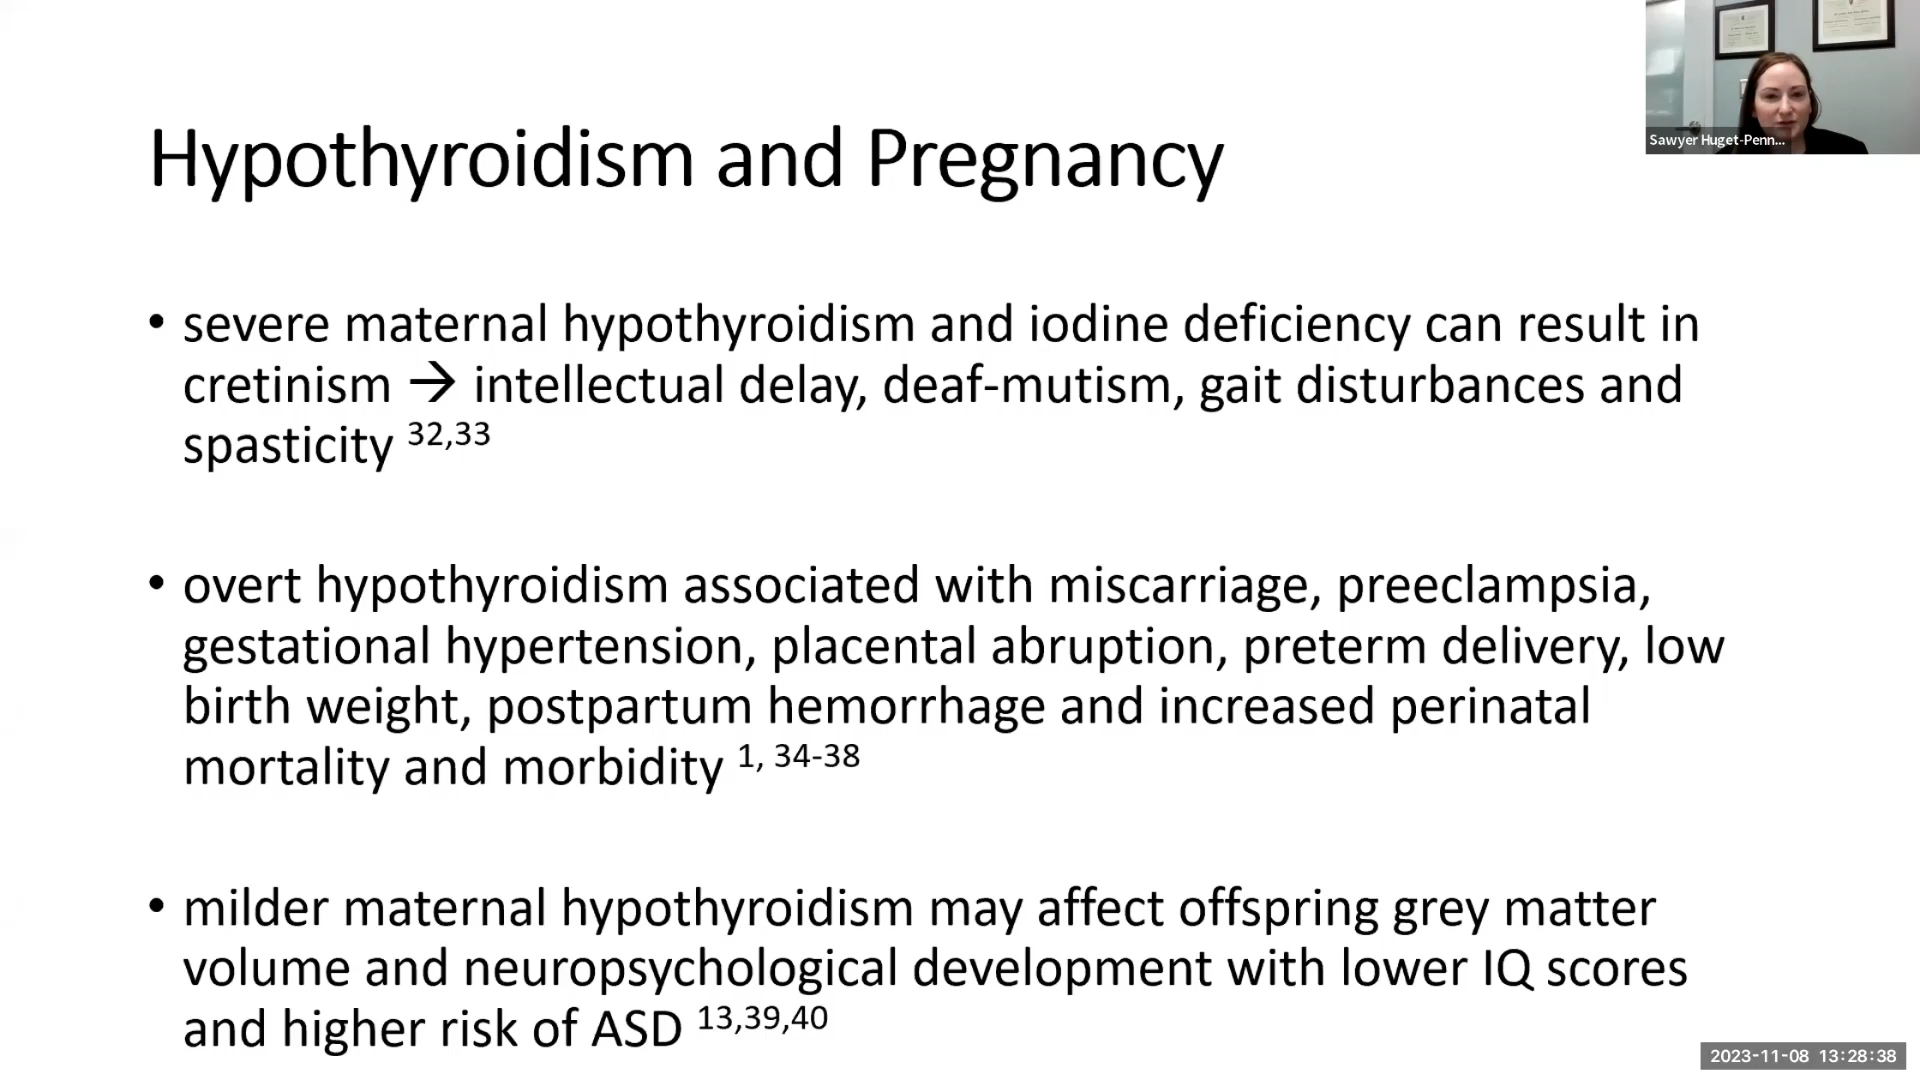 Hypothyroidism and Pregnancy
Sawyer Huget-Penn...
• severe maternal hypothyroidism and iodine deficiency can result in
cretinism → intellectual delay, deaf-mutism, gait disturbances and
spasticity 32,33
• overt hypothyroidism associated with miscarriage, preeclampsia,
gestational hypertension, placental abruption, preterm delivery, low
birth weight, postpartum hemorrhage and increased perinatal
mortality and morbidity 1, 34-38
• milder maternal hypothyroidism may affect offspring grey matter
volume and neuropsychological development with lower IQ scores
and higher risk of ASD 13,39,40
2023-11-08 13:28:38